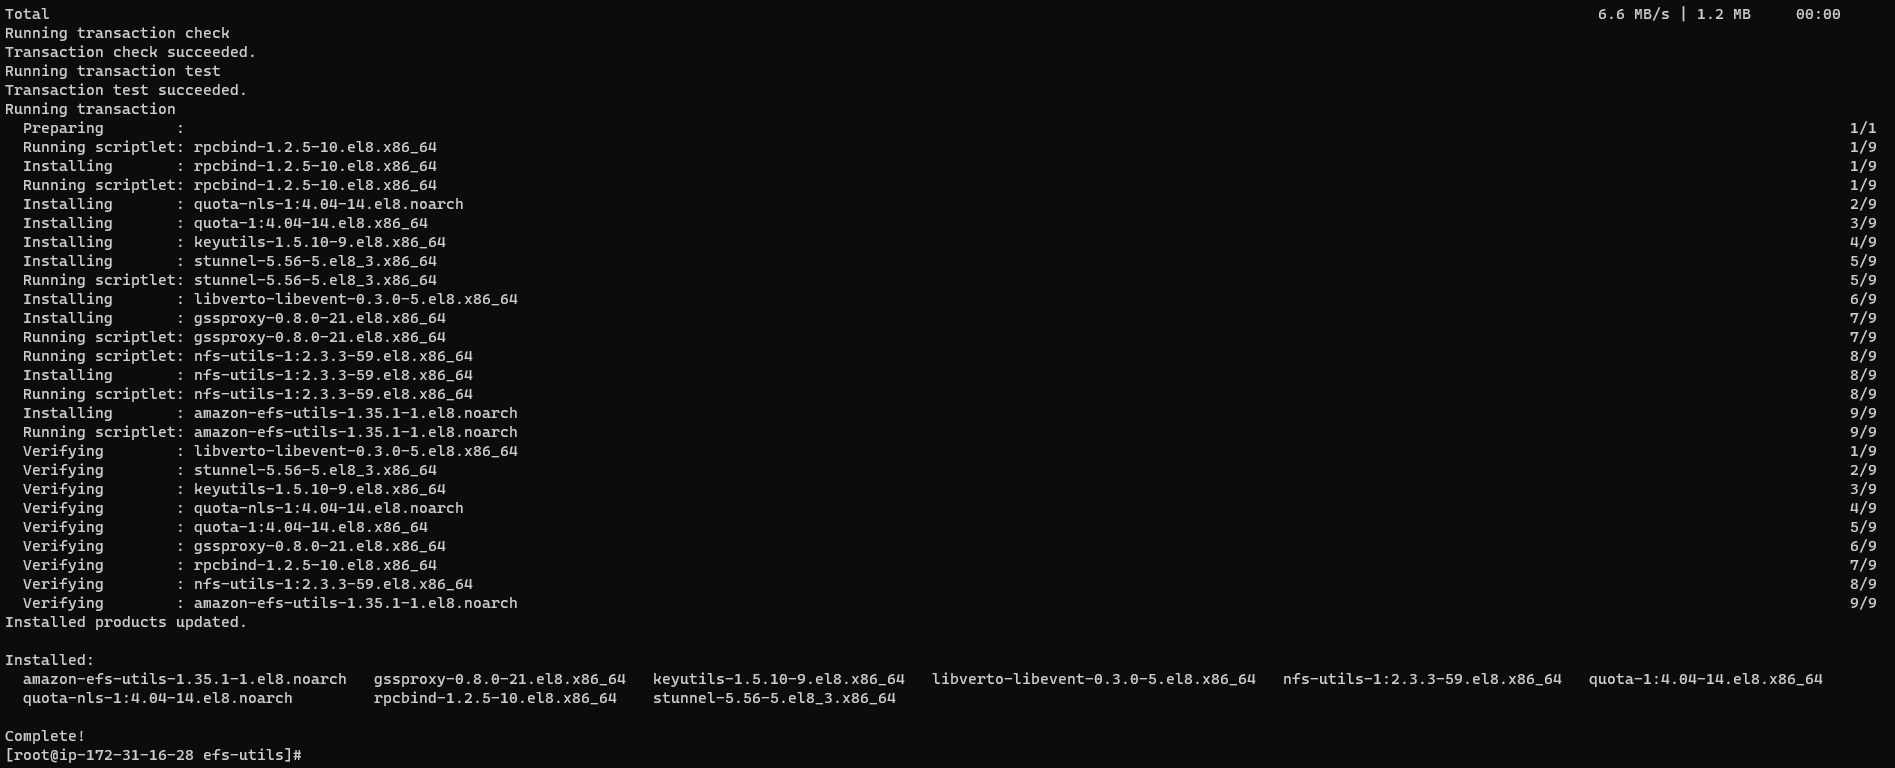 Total 6.6 MB/s | 1.2 MB 00:00
Running transaction check
Transaction check succeeded.
Running transaction test
Transaction test succeeded.
Running transaction
Preparing : 1/1
Running scriptlet: rpcbind-1.2.5-10.el8.x86_64 1/9
Installing : rpcbind-1.2.5-10.el8.x86_64 1/9
Running scriptlet: rpcbind-1.2.5-10.el8.x86_64 1/9
Installing : quota-nls-1:4.04-14.el8.noarch 2/9
Installing : quota-1:4.04-14.el8.x86_64 3/9
Installing : keyutils-1.5.10-9.el8.x86_64 4/9
Installing : stunnel-5.56-5.el8_3.x86_64 5/9
Running scriptlet: stunnel-5.56-5.el8_3.x86_64 5/9
Installing : libverto-libevent-0.3.0-5.el8.x86_64 6/9
Installing : gssproxy-0.8.0-21.el8.x86_64 7/9
Running scriptlet: gssproxy-0.8.0-21.el8.x86_64 7/9
Running scriptlet: nfs-utils-1:2.3.3-59.el8.x86_64 8/9
Installing : nfs-utils-1:2.3.3-59.el8.x86_64 8/9
Running scriptlet: nfs-utils-1:2.3.3-59.el8.x86_64 8/9
Installing : amazon-efs-utils-1.35.1-1.el8.noarch 9/9
Running scriptlet: amazon-efs-utils-1.35.1-1.el8.noarch 9/9
Verifying : libverto-libevent-0.3.0-5.el8.x86_64 1/9
Verifying : stunnel-5.56-5.el8_3.x86_64 2/9
Verifying : keyutils-1.5.10-9.el8.x86_64 3/9
Verifying : quota-nls-1:4.04-14.el8.noarch 4/9
Verifying : quota-1:4.04-14.el8.x86_64 5/9
Verifying : gssproxy-0.8.0-21.el8.x86_64 6/9
Verifying : rpcbind-1.2.5-10.el8.x86_64 7/9
Verifying : nfs-utils-1:2.3.3-59.el8.x86_64 8/9
Verifying : amazon-efs-utils-1.35.1-1.el8.noarch 9/9
Installed products updated.
Installed:
amazon-efs-utils-1.35.1-1.el8.noarch gssproxy-0.8.0-21.el8.x86_64 keyutils-1.5.10-9.el8.x86_64 libverto-libevent-0.3.0-5.el8.x86_64 nfs-utils-1:2.3.3-59.el8.x86_64 quota-1:4.04-14.el8.x86_64
quota-nls-1:4.04-14.el8.noarch rpcbind-1.2.5-10.el8.x86_64 stunnel-5.56-5.el8_3.x86_64
Complete!
[root@ip-172-31-16-28 efs-utils]#